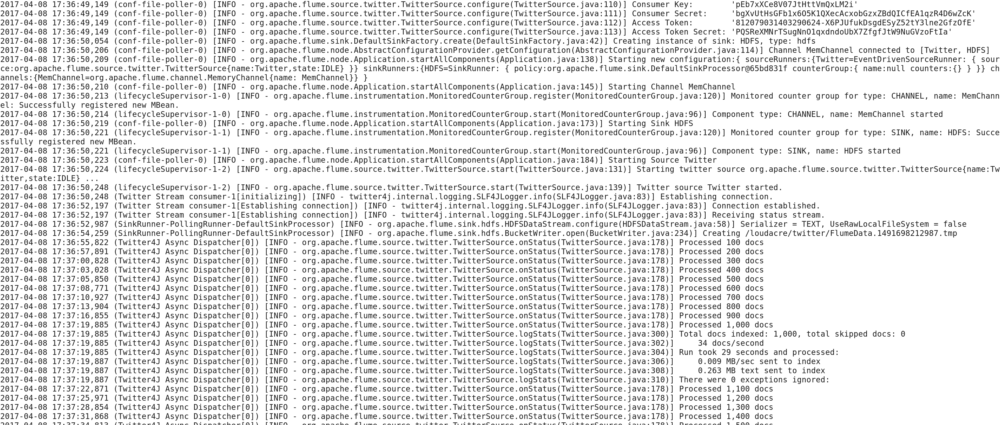 2017-04-08 17:36:49,149 (conf-file-poller-0) [INFO - org.apache.flume.source.twitter.TwitterSource.configure(TwitterSource.java:110)] Consumer Key:        'pEb7xXCe8V07JtHttVmQxLM2i'
2017-04-08 17:36:49,149 (conf-file-poller-0) [INFO - org.apache.flume.source.twitter.TwitterSource.configure(TwitterSource.java:111)] Consumer Secret:     'bgXvUtHsGFb1x6O5K1QXecAcxobGzxZBdQICfEA1qzR4D6wZcK'
2017-04-08 17:36:49,149 (conf-file-poller-0) [INFO - org.apache.flume.source.twitter.TwitterSource.configure(TwitterSource.java:112)] Access Token:        '812079031403290624-X6PJUfukDsgdESyZ52tY3lne2GfzOfE'
2017-04-08 17:36:49,149 (conf-file-poller-0) [INFO - org.apache.flume.source.twitter.TwitterSource.configure(TwitterSource.java:113)] Access Token Secret: 'PQSReXMNrTSugNnO1qxdndoUbX7ZfgfJtW9NuGVzoFtIa'
2017-04-08 17:36:50,054 (conf-file-poller-0) [INFO - org.apache.flume.sink.DefaultSinkFactory.create(DefaultSinkFactory.java:42)] Creating instance of sink: HDFS, type: hdfs
2017-04-08 17:36:50,206 (conf-file-poller-0) [INFO - org.apache.flume.node.AbstractConfigurationProvider.getConfiguration(AbstractConfigurationProvider.java:114)] Channel MemChannel connected to [Twitter, HDFS]
2017-04-08 17:36:50,209 (conf-file-poller-0) [INFO - org.apache.flume.node.Application.startAllComponents(Application.java:138)] Starting new configuration:{ sourceRunners:{Twitter=EventDrivenSourceRunner: { sour
ce:org.apache.flume.source.twitter.TwitterSource{name:Twitter,state:IDLE} }} sinkRunners:{HDFS=SinkRunner: { policy:org.apache.flume.sink.DefaultSinkProcessor@65bd831f counterGroup:{ name:null counters:{} } }} ch
annels:{MemChannel=org.apache.flume.channel.MemoryChannel{name: MemChannel}} }
2017-04-08 17:36:50,210 (conf-file-poller-0) [INFO - org.apache.flume.node.Application.startAllComponents(Application.java:145)] Starting Channel MemChannel
2017-04-08 17:36:50,213 (lifecycleSupervisor-1-0) [INFO - org.apache.flume.instrumentation.MonitoredCounterGroup.register(MonitoredCounterGroup.java:120)] Monitored counter group for type: CHANNEL, name: MemChann
el: Successfully registered new MBean.
2017-04-08 17:36:50,214 (lifecycleSupervisor-1-0) [INFO - org.apache.flume.instrumentation.MonitoredCounterGroup.start(MonitoredCounterGroup.java:96)] Component type: CHANNEL, name: MemChannel started
2017-04-08 17:36:50,219 (conf-file-poller-0) [INFO - org.apache.flume.node.Application.startAllComponents(Application.java:173)] Starting Sink HDFS
2017-04-08 17:36:50,221 (lifecycleSupervisor-1-1) [INFO - org.apache.flume.instrumentation.MonitoredCounterGroup.register(MonitoredCounterGroup.java:120)] Monitored counter group for type: SINK, name: HDFS: Succe
ssfully registered new MBean.
2017-04-08 17:36:50,221 (lifecycleSupervisor-1-1) [INFO - org.apache.flume.instrumentation.MonitoredCounterGroup.start(MonitoredCounterGroup.java:96)] Component type: SINK, name: HDFS started
2017-04-08 17:36:50,223 (conf-file-poller-0) [INFO - org.apache.flume.node.Application.startAllComponents(Application.java:184)] Starting Source Twitter
2017-04-08 17:36:50,224 (lifecycleSupervisor-1-2) [INFO - org.apache.flume.source.twitter.TwitterSource.start(TwitterSource.java:131)] Starting twitter source org.apache.flume.source.twitter.TwitterSource{name:Tw
itter,state:IDLE} ...
2017-04-08 17:36:50,248 (lifecycleSupervisor-1-2) [INFO - org.apache.flume.source.twitter.TwitterSource.start(TwitterSource.java:139)] Twitter source Twitter started.
2017-04-08 17:36:50,248 (Twitter Stream consumer-1[initializing]) [INFO - twitter4j.internal.logging.SLF4JLogger.info(SLF4JLogger.java:83)] Establishing connection.
2017-04-08 17:36:52,197 (Twitter Stream consumer-1[Establishing connection]) [INFO - twitter4j.internal.logging.SLF4JLogger.info(SLF4JLogger.java:83)] Connection established.
2017-04-08 17:36:52,197 (Twitter Stream consumer-1[Establishing connection]) [INFO - twitter4j.internal.logging.SLF4JLogger.info(SLF4JLogger.java:83)] Receiving status stream.
2017-04-08 17:36:52,987 (SinkRunner-PollingRunner-DefaultSinkProcessor) [INFO - org.apache.flume.sink.hdfs.HDFSDataStream.configure(HDFSDataStream.java:58)] Serializer = TEXT, UseRawLocalFileSystem = false
2017-04-08 17:36:54,259 (SinkRunner-PollingRunner-DefaultSinkProcessor) [INFO - org.apache.flume.sink.hdfs.BucketWriter.open(BucketWriter.java:234)] Creating /loudacre/twitter/FlumeData.1491698212987.tmp
2017-04-08 17:36:55,822 (Twitter4J Async Dispatcher[0]) [INFO - org.apache.flume.source.twitter.TwitterSource.onStatus(TwitterSource.java:178)] Processed 100 docs
2017-04-08 17:36:57,891 (Twitter4J Async Dispatcher[0]) [INFO - org.apache.flume.source.twitter.TwitterSource.onStatus(TwitterSource.java:178)] Processed 200 docs
2017-04-08 17:37:00,828 (Twitter4J Async Dispatcher[0]) [INFO - org.apache.flume.source.twitter.TwitterSource.onStatus(TwitterSource.java:178)] Processed 300 docs
2017-04-08 17:37:03,028 (Twitter4J Async Dispatcher[0]) [INFO - org.apache.flume.source.twitter.TwitterSource.onStatus(TwitterSource.java:178)] Processed 400 docs
2017-04-08 17:37:05,850 (Twitter4J Async Dispatcher[0]) [INFO - org.apache.flume.source.twitter.TwitterSource.onStatus(TwitterSource.java:178)] Processed 500 docs
2017-04-08 17:37:08,771 (Twitter4J Async Dispatcher[0]) [INFO - org.apache.flume.source.twitter.TwitterSource.onStatus(TwitterSource.java:178)] Processed 600 docs
2017-04-08 17:37:10,927 (Twitter4J Async Dispatcher[0]) [INFO - org.apache.flume.source.twitter.TwitterSource.onStatus(TwitterSource.java:178)] Processed 700 docs
2017-04-08 17:37:13,904 (Twitter4J Async Dispatcher[0]) [INFO - org.apache.flume.source.twitter.TwitterSource.onStatus(TwitterSource.java:178)] Processed 800 docs
2017-04-08 17:37:16,855 (Twitter4J Async Dispatcher[0]) [INFO - org.apache.flume.source.twitter.TwitterSource.onStatus(TwitterSource.java:178)] Processed 900 docs
2017-04-08 17:37:19,885 (Twitter4J Async Dispatcher[0]) [INFO - org.apache.flume.source.twitter.TwitterSource.onStatus(TwitterSource.java:178)] Processed 1,000 docs
2017-04-08 17:37:19,885 (Twitter4J Async Dispatcher[0]) [INFO - org.apache.flume.source.twitter.TwitterSource.logStats(TwitterSource.java:300)] Total docs indexed: 1,000, total skipped docs: 0
2017-04-08 17:37:19,885 (Twitter4J Async Dispatcher[0]) [INFO - org.apache.flume.source.twitter.TwitterSource.logStats(TwitterSource.java:302)]     34 docs/second
2017-04-08 17:37:19,885 (Twitter4J Async Dispatcher[0]) [INFO - org.apache.flume.source.twitter.TwitterSource.logStats(TwitterSource.java:304)] Run took 29 seconds and processed:
2017-04-08 17:37:19,887 (Twitter4J Async Dispatcher[0]) [INFO - org.apache.flume.source.twitter.TwitterSource.logStats(TwitterSource.java:306)]     0.009 MB/sec sent to index
2017-04-08 17:37:19,887 (Twitter4J Async Dispatcher[0]) [INFO - org.apache.flume.source.twitter.TwitterSource.logStats(TwitterSource.java:308)]     0.263 MB text sent to index
2017-04-08 17:37:19,887 (Twitter4J Async Dispatcher[0]) [INFO - org.apache.flume.source.twitter.TwitterSource.logStats(TwitterSource.java:310)] There were 0 exceptions ignored:
2017-04-08 17:37:22,871 (Twitter4J Async Dispatcher[0]) [INFO - org.apache.flume.source.twitter.TwitterSource.onStatus(TwitterSource.java:178)] Processed 1,100 docs
2017-04-08 17:37:25,971 (Twitter4J Async Dispatcher[0]) [INFO - org.apache.flume.source.twitter.TwitterSource.onStatus(TwitterSource.java:178)] Processed 1,200 docs
2017-04-08 17:37:28,854 (Twitter4J Async Dispatcher[0]) [INFO - org.apache.flume.source.twitter.TwitterSource.onStatus(TwitterSource.java:178)] Processed 1,300 docs
2017-04-08 17:37:31,868 (Twitter4J Async Dispatcher[0]) [INFO - org.apache.flume.source.twitter.TwitterSource.onStatus(TwitterSource.java:178)] Processed 1,400 docs
2017-04-08 17:37:34,813 (Twitter4J Async Dispatcher[0]) [INFO - org.apache.flume.source.twitter.TwitterSource.onStatus(TwitterSource.java:178)] Processed 1,500 docs